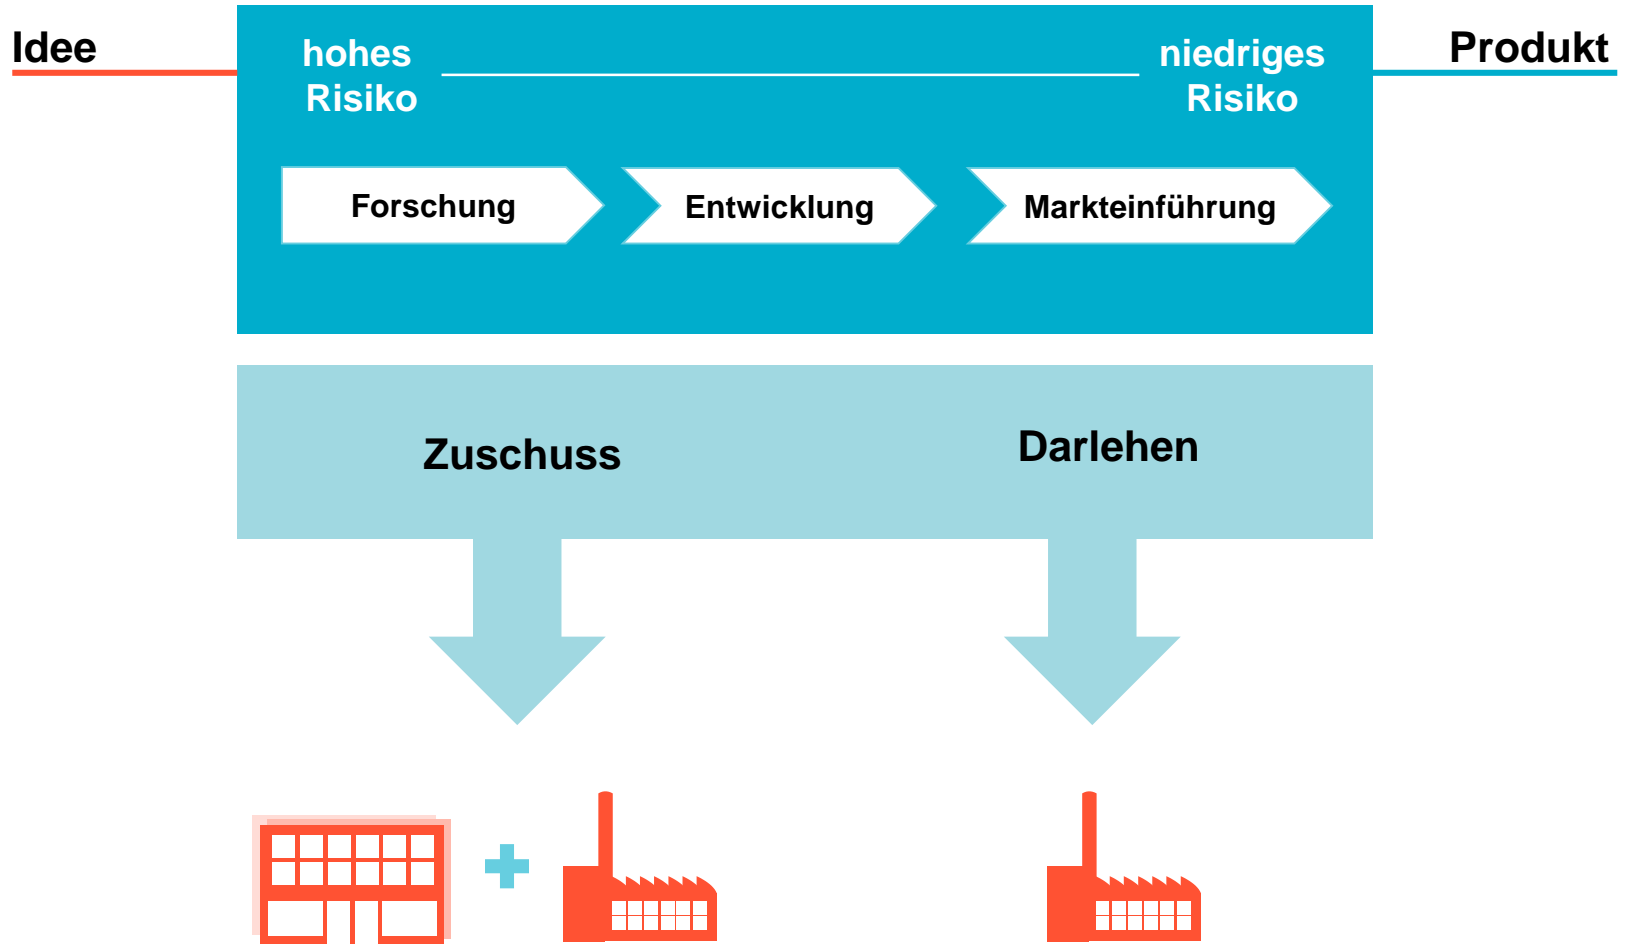 Idee
hohes
Risiko
niedriges
Risiko
Produkt
Forschung
Entwicklung
Markteinführung
Zuschuss
Darlehen